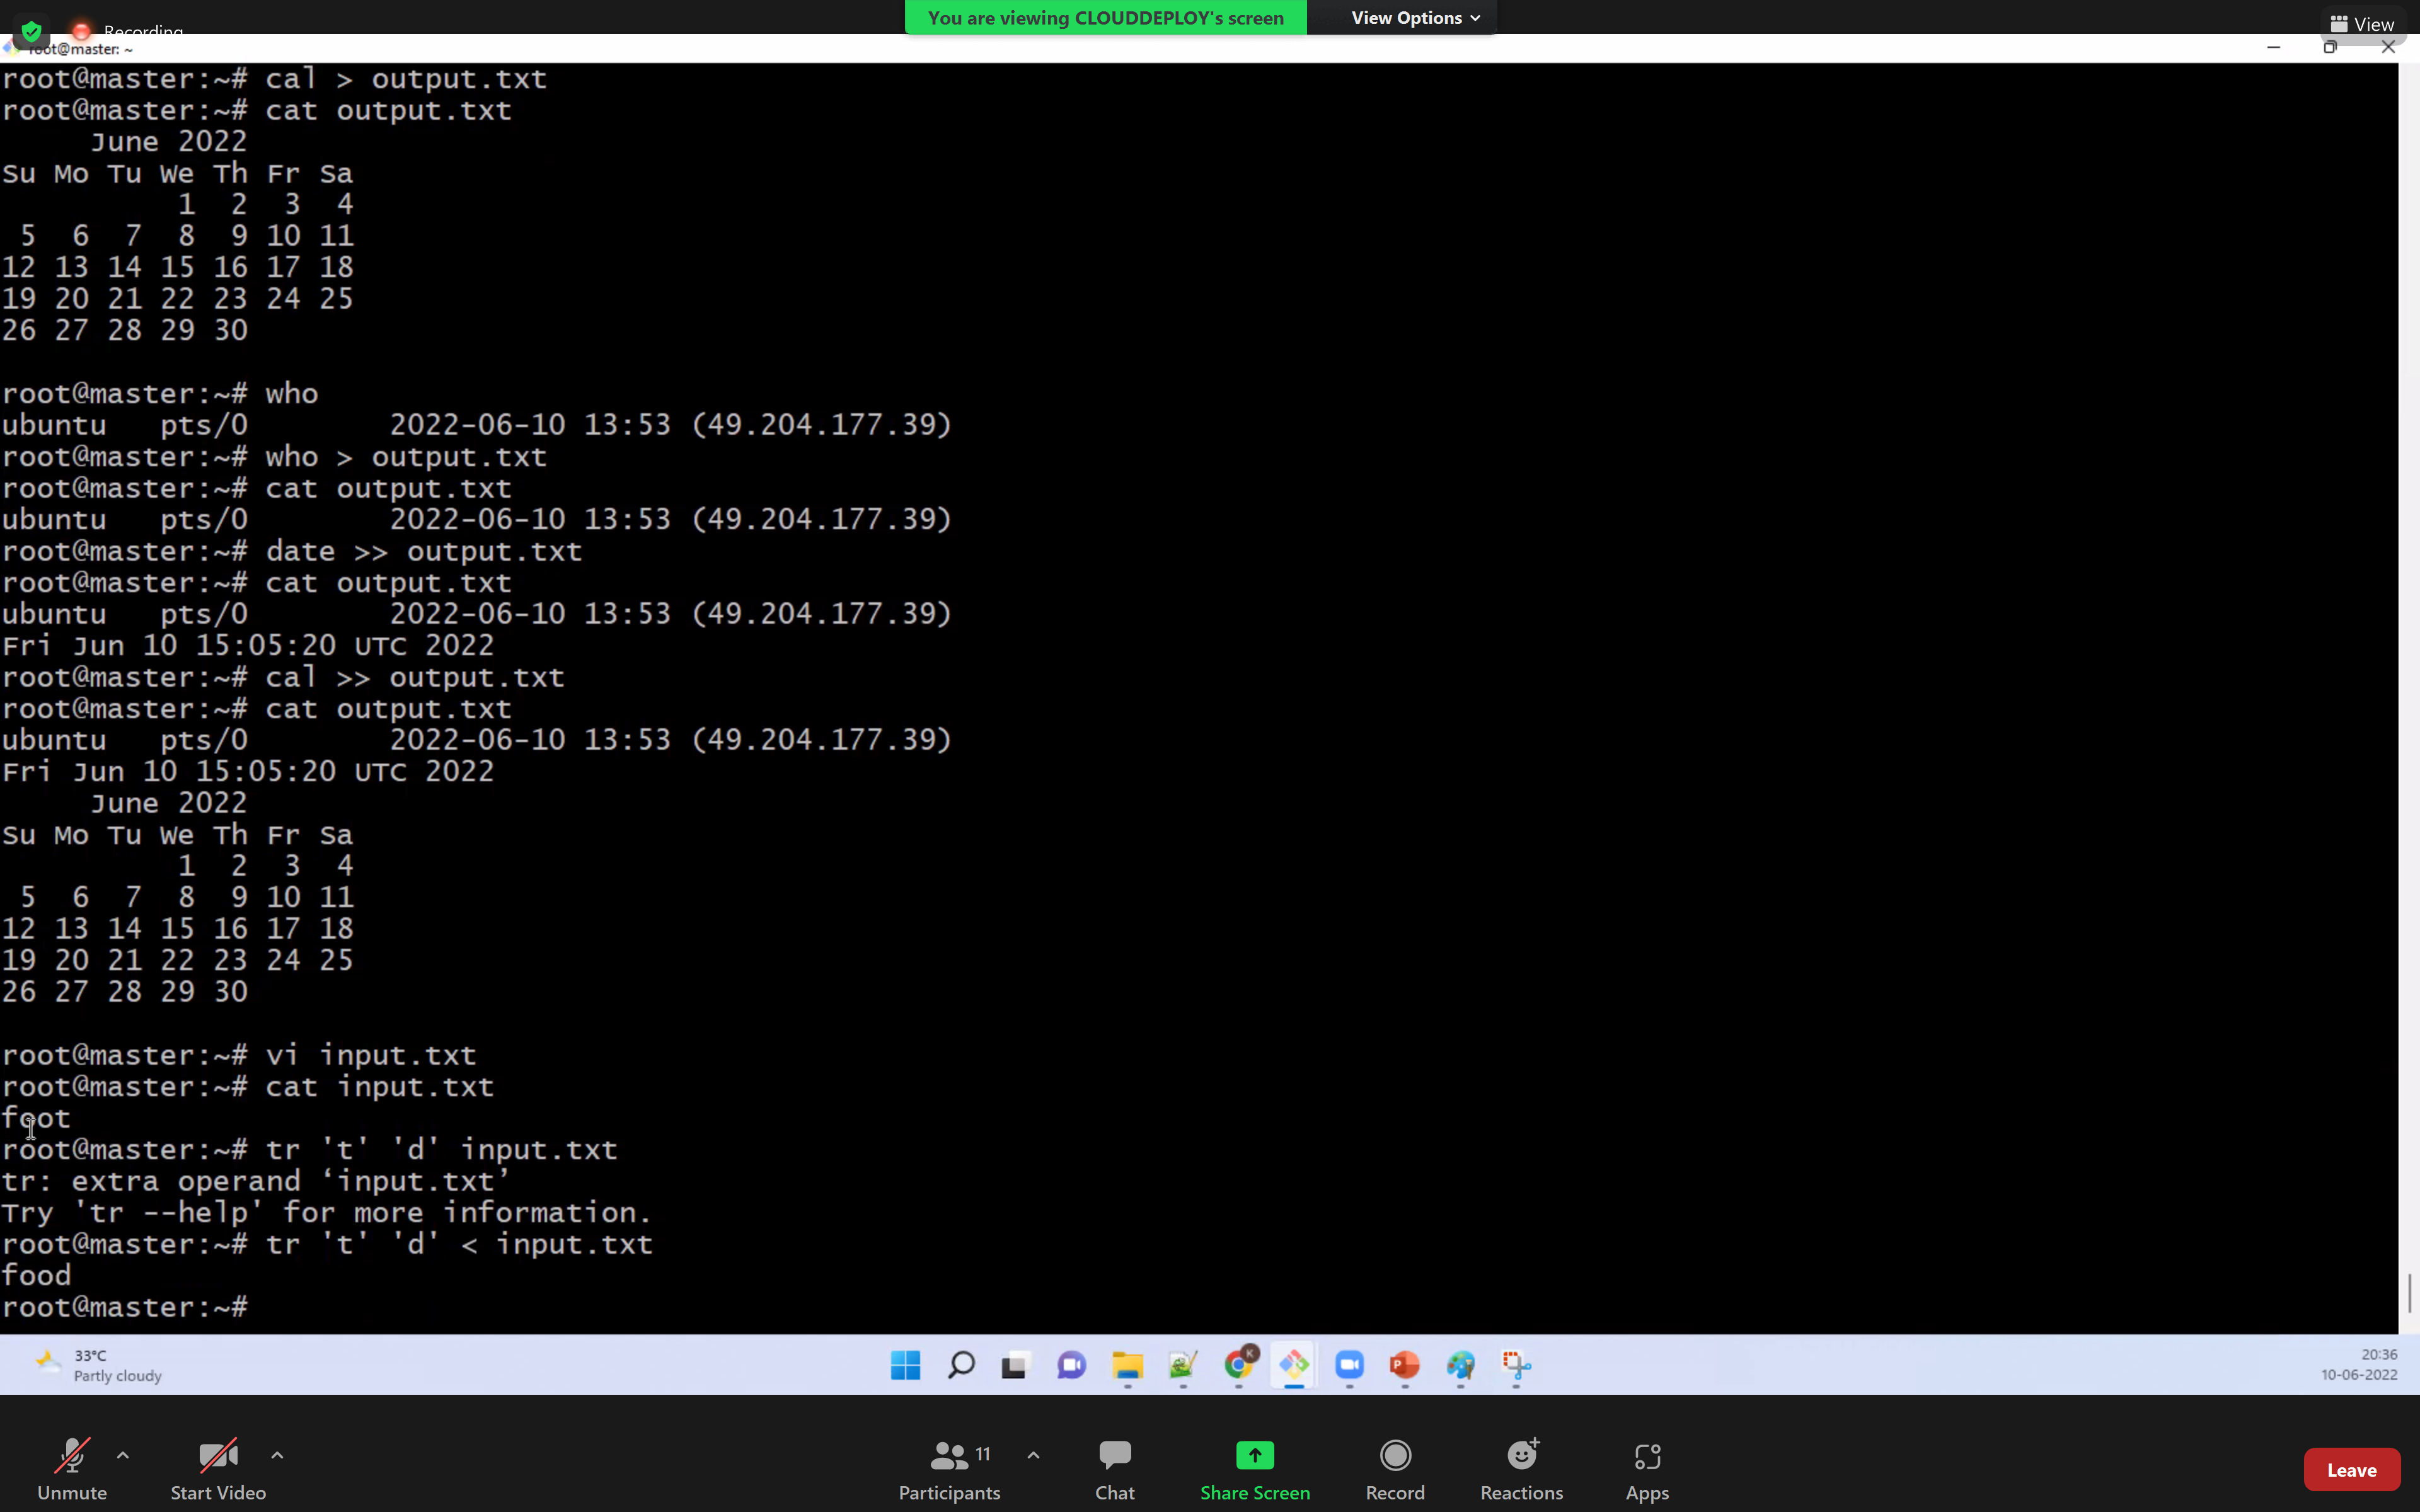 You are viewing CLOUDDEPLOY's screen View Options
View
Recording
root@master: ~
root@master:~# cal > output.txt
root@master:~# cat output.txt
     June 2022
Su Mo Tu We Th Fr Sa
          1  2  3  4
 5  6  7  8  9 10 11
12 13 14 15 16 17 18
19 20 21 22 23 24 25
26 27 28 29 30
root@master:~# who
ubuntu   pts/0        2022-06-10 13:53 (49.204.177.39)
root@master:~# who > output.txt
root@master:~# cat output.txt
ubuntu   pts/0        2022-06-10 13:53 (49.204.177.39)
root@master:~# date >> output.txt
root@master:~# cat output.txt
ubuntu   pts/0        2022-06-10 13:53 (49.204.177.39)
Fri Jun 10 15:05:20 UTC 2022
root@master:~# cal >> output.txt
root@master:~# cat output.txt
ubuntu   pts/0        2022-06-10 13:53 (49.204.177.39)
Fri Jun 10 15:05:20 UTC 2022
     June 2022
Su Mo Tu We Th Fr Sa
          1  2  3  4
 5  6  7  8  9 10 11
12 13 14 15 16 17 18
19 20 21 22 23 24 25
26 27 28 29 30
root@master:~# vi input.txt
root@master:~# cat input.txt
foot
root@master:~# tr 't' 'd' input.txt
tr: extra operand ‘input.txt’
Try 'tr --help' for more information.
root@master:~# tr 't' 'd' < input.txt
food
root@master:~#
33°C
Partly cloudy
K
P
20:36
10-06-2022
11
Unmute Start Video Participants Chat Share Screen Record Reactions Apps Leave